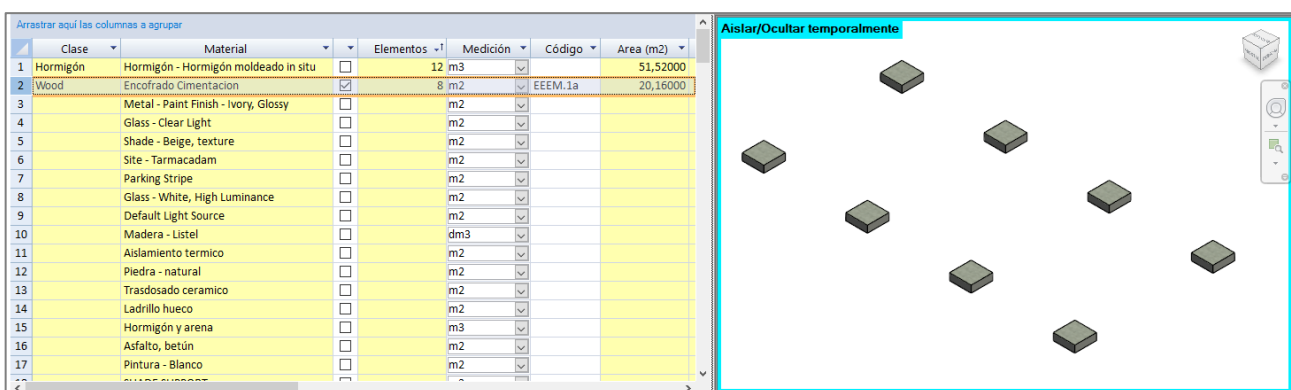 Arrastrar aquí las columnas a agrupar
Clase Material Elementos Medición Código Area (m2)
1 Hormigón Hormigón - Hormigón moldeado in situ 12 m3 51,52000
2 Wood Encofrado Cimentacion 8 m2 EEEM.1a 20,16000
3 Metal - Paint Finish - Ivory, Glossy m2
4 Glass - Clear Light m2
5 Shade - Beige, texture m2
6 Site - Tarmacadam m2
7 Parking Stripe m2
8 Glass - White, High Luminance m2
9 Default Light Source m2
10 Madera - Listel dm3
11 Aislamiento termico m2
12 Piedra - natural m2
13 Trasdosado ceramico m2
14 Ladrillo hueco m2
15 Hormigón y arena m3
16 Asfalto, betún m2
17 Pintura - Blanco m2
Aislar/Ocultar temporalmente